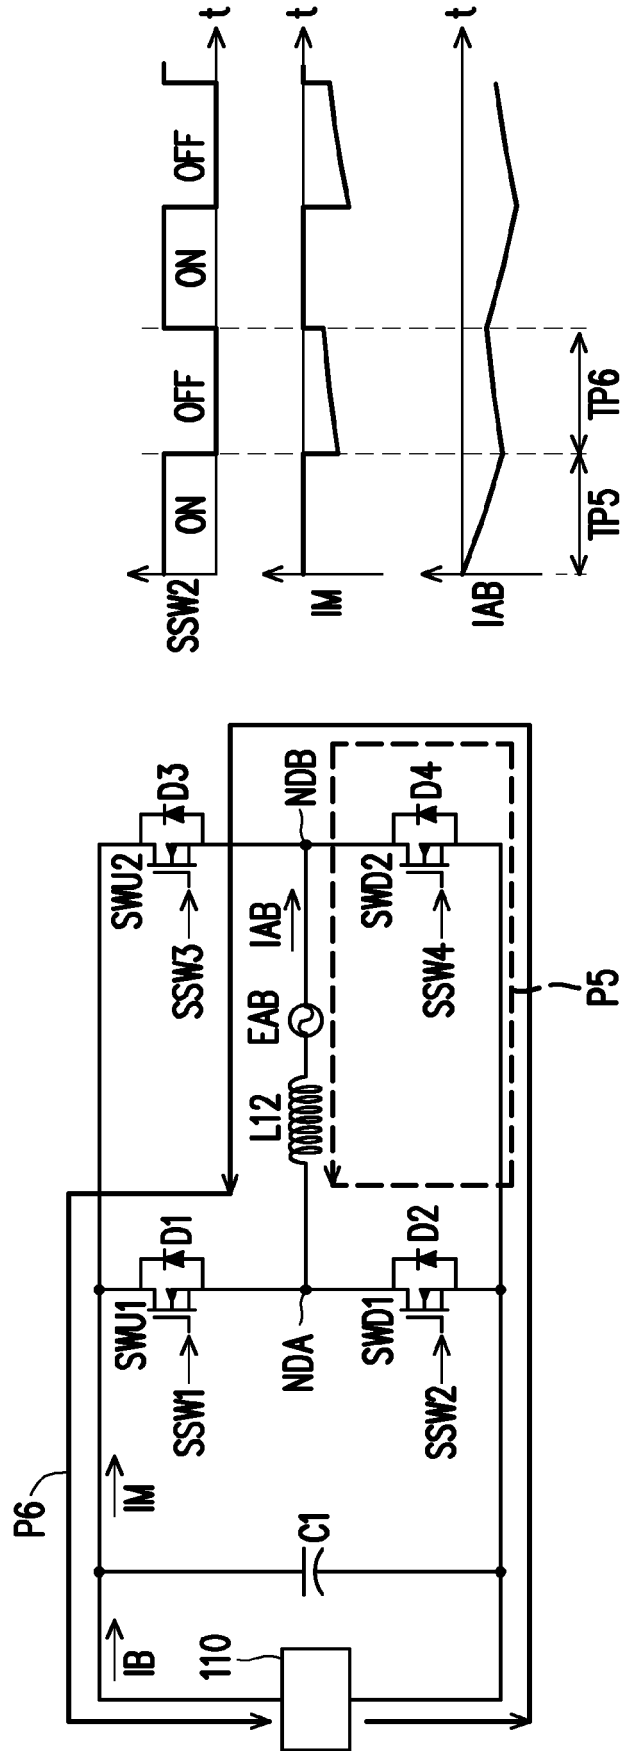 P6
IB
IM
110
C1
SWU1
D1
SSW1
NDA
SWD1
D2
SSW2
L12
EAB
IAB
SWU2
D3
SSW3
NDB
SWD2
D4
SSW4
P5
SSW2
ON
OFF
ON
OFF
t
IM
t
IAB
t
TP5
TP6